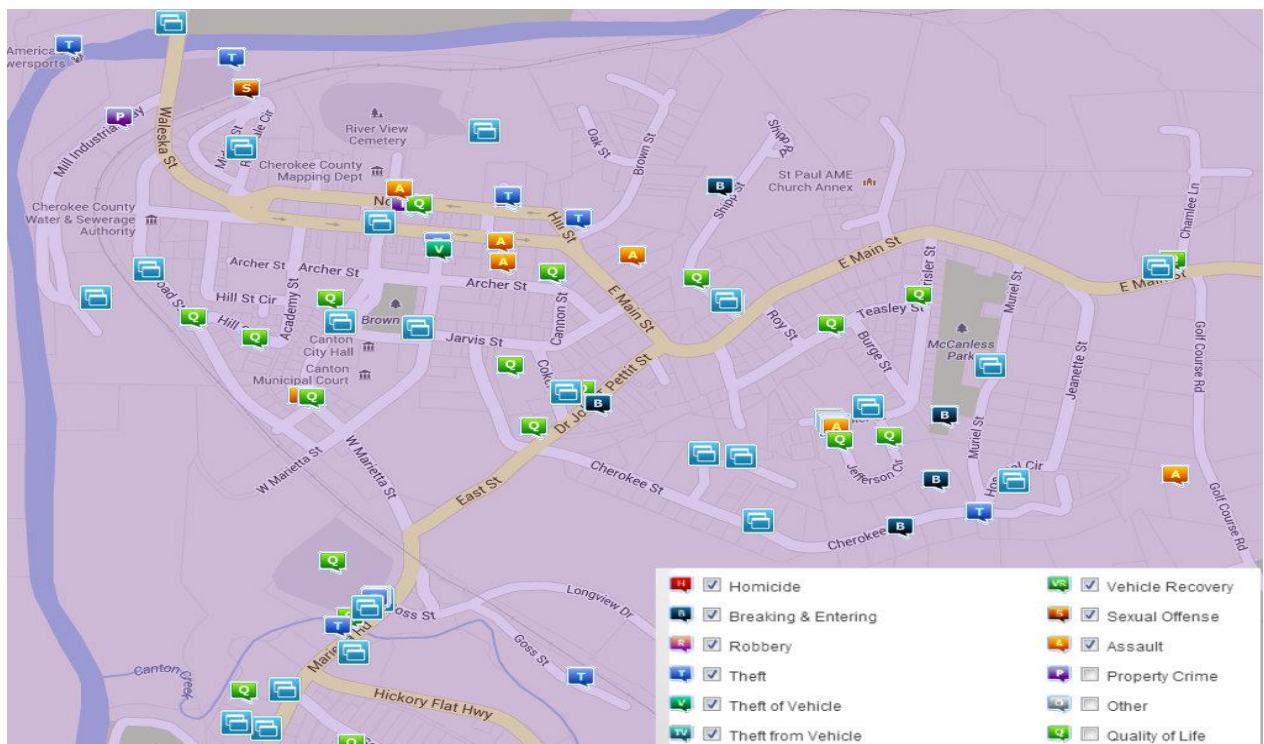 American
wersports
T
T
S
P
Mill Industrial
Waleska St
River View
Cemetery
Cherokee County
Mapping Dept
A
Q
T
T
Oak St
Brown St
Shipp St
B
St Paul AME
Church Annex
Chamlee Ln
Cherokee County
Water & Sewerage
Authority
Hill St
V
A
A
A
Q
Q
E Main St
E Main St
E Main St
Archer St
Archer St
Archer St
Hill St Cir
Academy St
Q
Q
Q
Brown
Canton
City Hall
Jarvis St
Cannon St
Canton
Municipal Court
Q
Q
Q
B
Q
Roy St
Teasley St
Q
Q
Burge St
McCanless
Park
Muriel St
Jeanette St
Golf Course Rd
W Marietta St
W Marietta St
East St
Cherokee St
A
Q
Q
Jefferson Cir
B
B
Muriel St
T
B
Cherokee
A
Golf Course Rd
Q
T
oss St
Goss St
Longview Dr
Canton
Creek
Q
T
Hickory Flat Hwy
Q
H Homicide
B Breaking & Entering
R Robbery
T Theft
V Theft of Vehicle
TV Theft from Vehicle
VR Vehicle Recovery
S Sexual Offense
A Assault
P Property Crime
O Other
Q Quality of Life